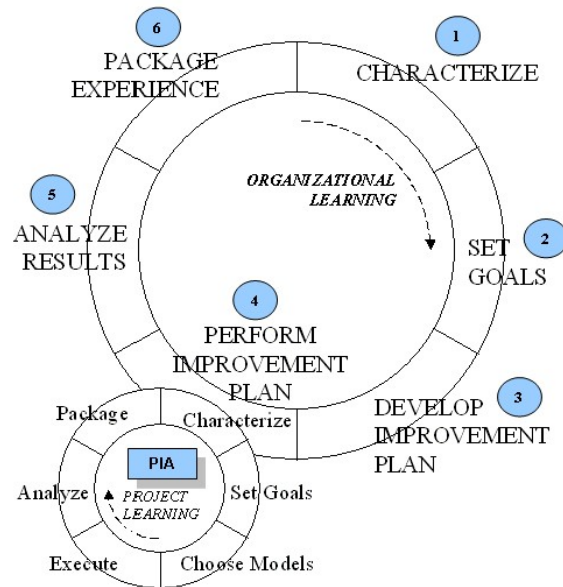 6
PACKAGE
EXPERIENCE
1
CHARACTERIZE
ORGANIZATIONAL
LEARNING
5
ANALYZE
RESULTS
2
SET
GOALS
4
PERFORM
IMPROVEMENT
PLAN
3
DEVELOP
IMPROVEMENT
PLAN
Package
Characterize
PIA
Analyze
PROJECT
LEARNING
Set Goals
Execute
Choose Models